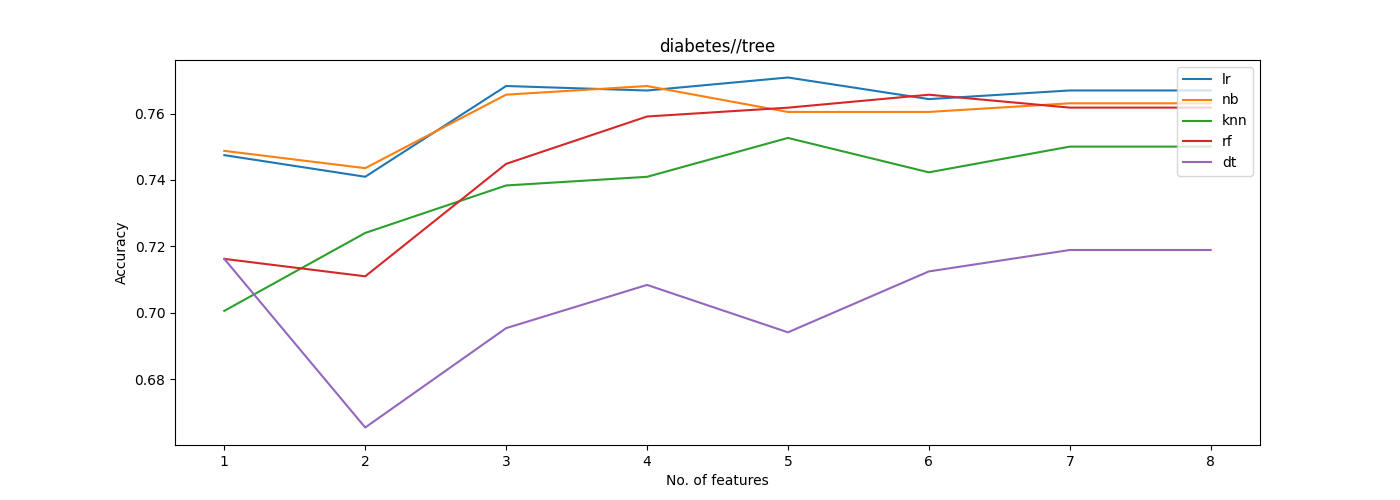 diabetes//tree
Accuracy
0.76
0.74
0.72
0.70
0.68
1 2 3 4 5 6 7 8
No. of features
lr
nb
knn
rf
dt